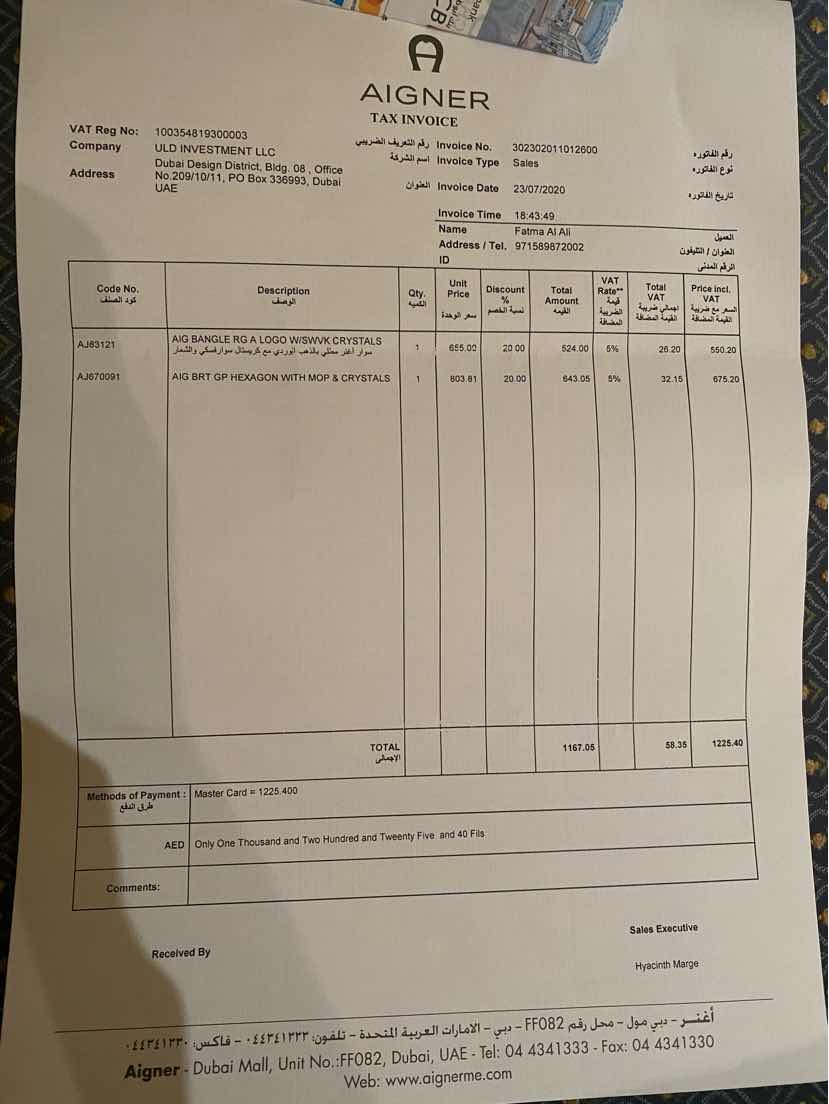 bank
CB
AIGNER
TAX INVOICE
VAT Reg No: 100354819300003 رقم التعريف الضريبي
Company ULD INVESTMENT LLC اسم الشركة
Address Dubai Design District, Bldg. 08 , Office العنوان
No.209/10/11, PO Box 336993, Dubai
UAE
Invoice No. 302302011012600 رقم الفاتوره
Invoice Type Sales نوع الفاتوره
Invoice Date 23/07/2020 تاريخ الفاتوره
Invoice Time 18:43:49
Name Fatma Al Ali العميل
Address / Tel. 971589872002 العنوان / التليفون
ID الرقم المدنى
Code No. Description Qty. Unit Price Discount % Total Amount VAT Rate** Total VAT Price incl. VAT
كود الصنف الوصف الكميه سعر الوحدة نسبة الخصم القيمه قيمة الضريبية المضافة اجمالي ضريبة القيمة المضافة السعر مع ضريبة القيمة المضافة
AJ83121 AIG BANGLE RG A LOGO W/SWVK CRYSTALS 1 655.00 20.00 524.00 5% 26.20 550.20
سوار أغنر مطلي بالذهب الوردي مع كريستال سوارفسكي والشعار
AJ670091 AIG BRT GP HEXAGON WITH MOP & CRYSTALS 1 803.81 20.00 643.05 5% 32.15 675.20
TOTAL 1167.05 58.35 1225.40
الاجمالى
Methods of Payment : Master Card = 1225.400
طرق الدفع
AED Only One Thousand and Two Hundred and Tweenty Five and 40 Fils
Comments:
Received By
Sales Executive
Hyacinth Marge
أغنـر – دبي مول – محل رقم FF082 – دبي – الامارات العربية المتحدة – تلفون: ٠٤٤٣٤١٣٣٣ – فاكس: ٠٤٤٣٤١٣٣٠
Aigner - Dubai Mall, Unit No.:FF082, Dubai, UAE - Tel: 04 4341333 - Fax: 04 4341330
Web: www.aignerme.com